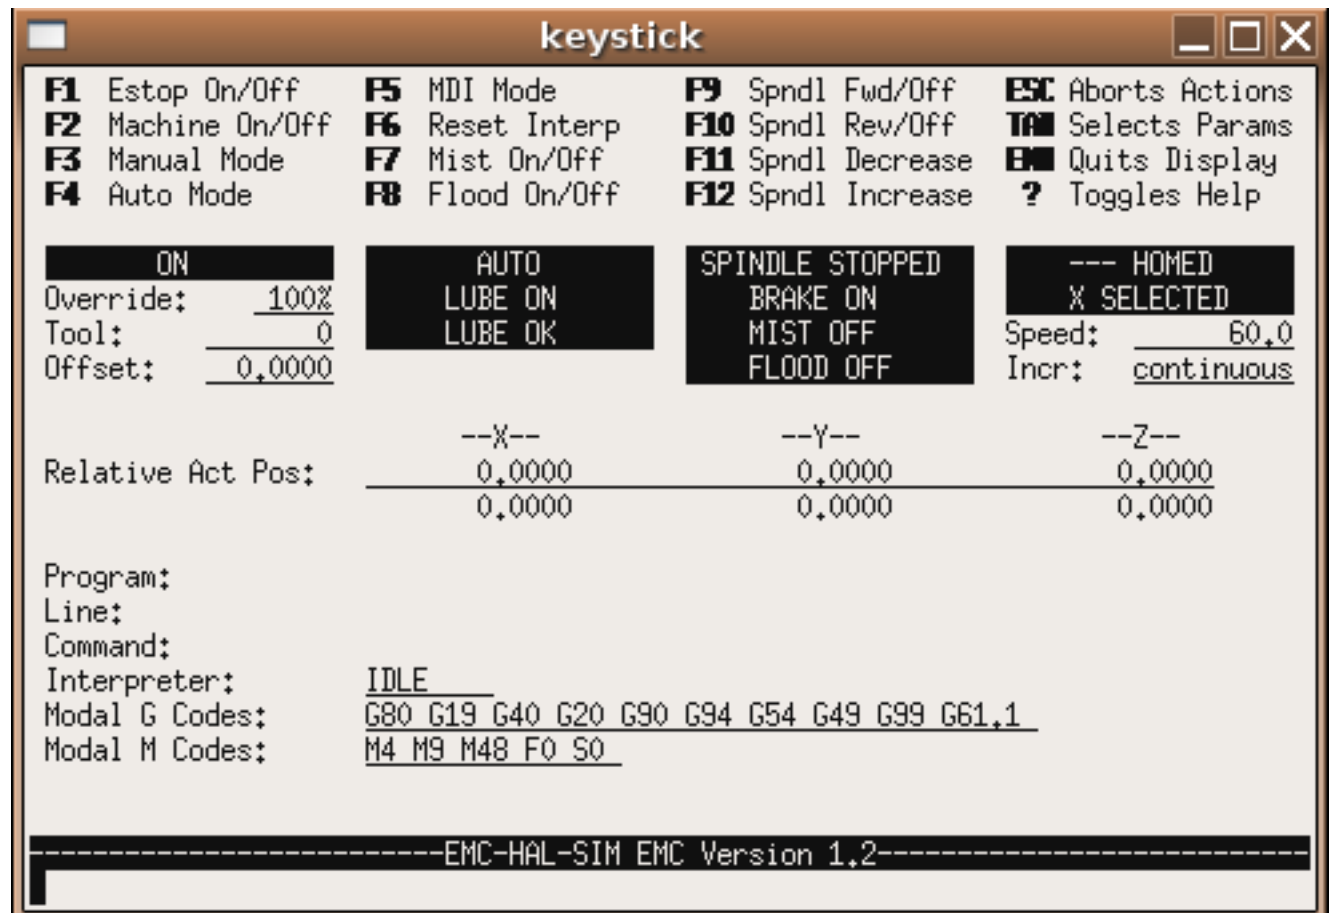 keystick
F1 Estop On/Off F5 MDI Mode F9 Spndl Fwd/Off ESC Aborts Actions
F2 Machine On/Off F6 Reset Interp F10 Spndl Rev/Off TAB Selects Params
F3 Manual Mode F7 Mist On/Off F11 Spndl Decrease Quits Display
F4 Auto Mode F8 Flood On/Off F12 Spndl Increase ? Toggles Help
ON AUTO SPINDLE STOPPED --- HOMED
Override: 100% LUBE ON BRAKE ON X SELECTED
Tool: 0 LUBE OK MIST OFF Speed: 60.0
Offset: 0.0000 FLOOD OFF Incr: continuous
--X-- --Y-- --Z--
Relative Act Pos: 0.0000 0.0000 0.0000
0.0000 0.0000 0.0000
Program:
Line:
Command:
Interpreter: IDLE
Modal G Codes: G80 G19 G40 G20 G90 G94 G54 G49 G99 G61.1
Modal M Codes: M4 M9 M48 F0 S0
--------------------------EMC-HAL-SIM EMC Version 1.2---------------------------